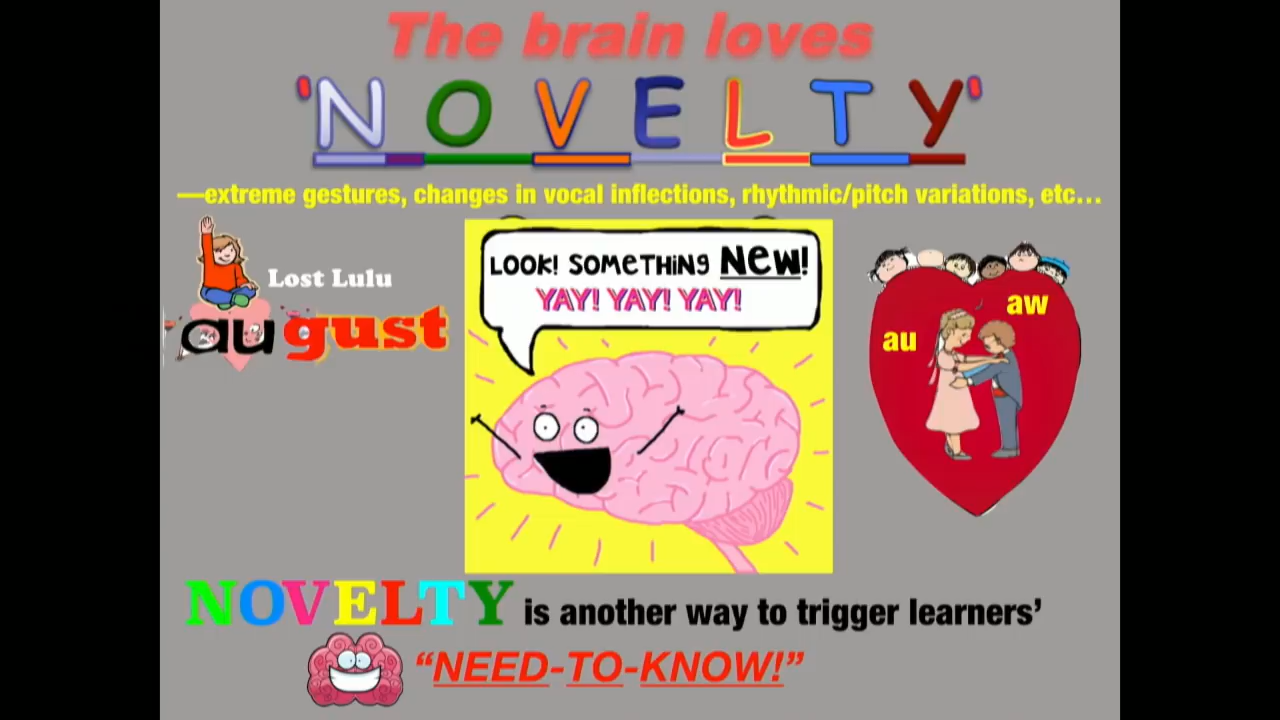 The brain loves
'NOVELTY'
—extreme gestures, changes in vocal inflections, rhythmic/pitch variations, etc…
LOOK! SOMETHING NEW!
YAY! YAY! YAY!
Lost Lulu
august
aw
au
NOVELTY is another way to trigger learners’
“NEED-TO-KNOW!”